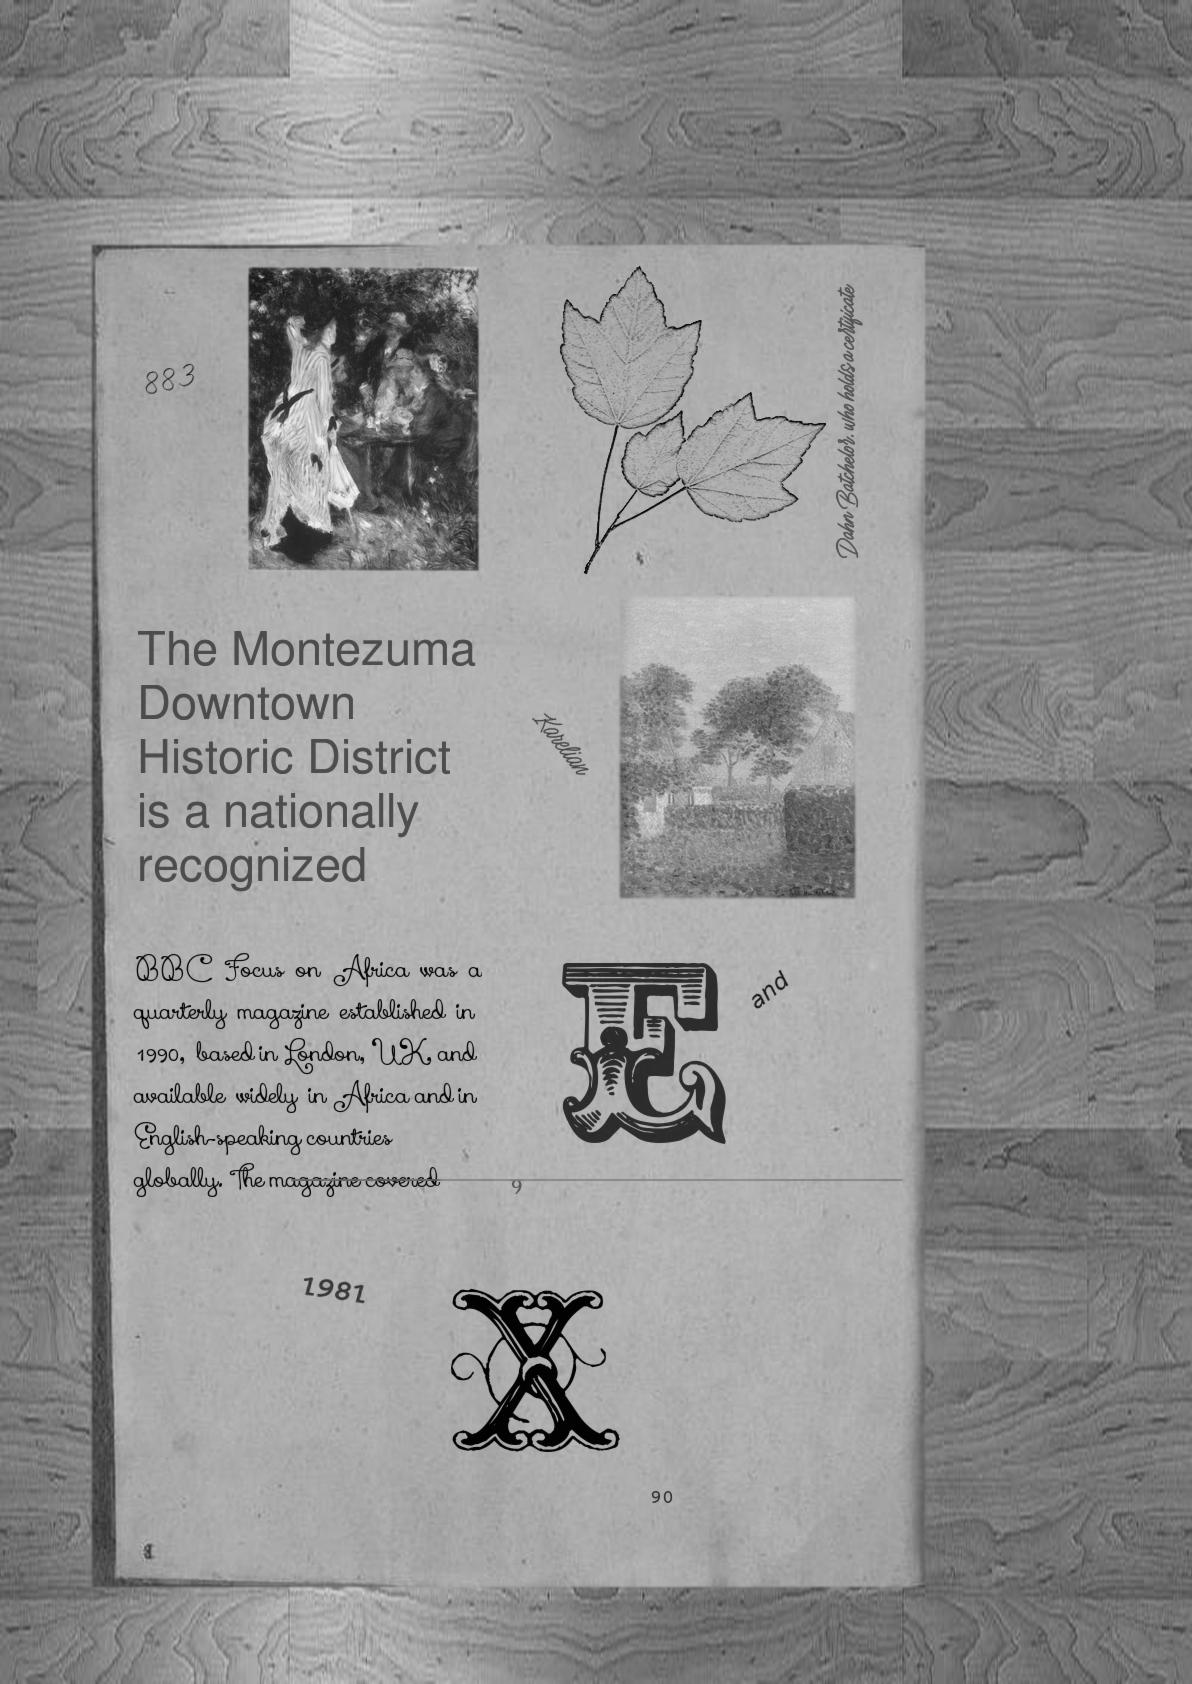 883
Dahn Batchelor, who holds a certificate
The Montezuma
Downtown
Historic District
is a nationally
recognized
Karelian
BBC Focus on Africa was a
quarterly magazine established in
1990, based in London, UK, and
available widely in Africa and in
English-speaking countries
globally. The magazine covered
E
and
9
1981
X
90